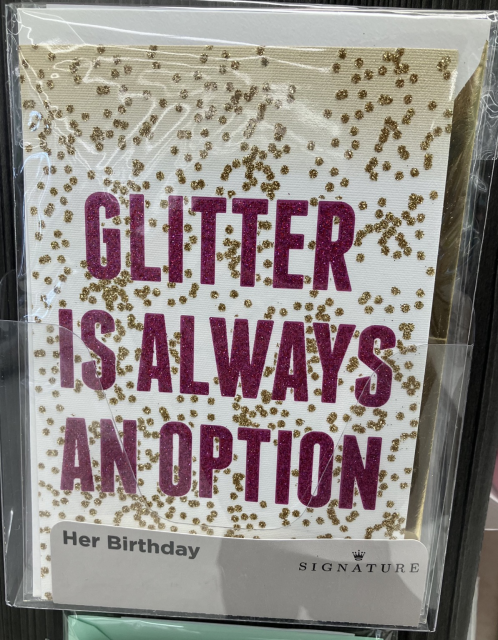 GLITTER
IS ALWAYS
AN OPTION
Her Birthday
SIGNATURE